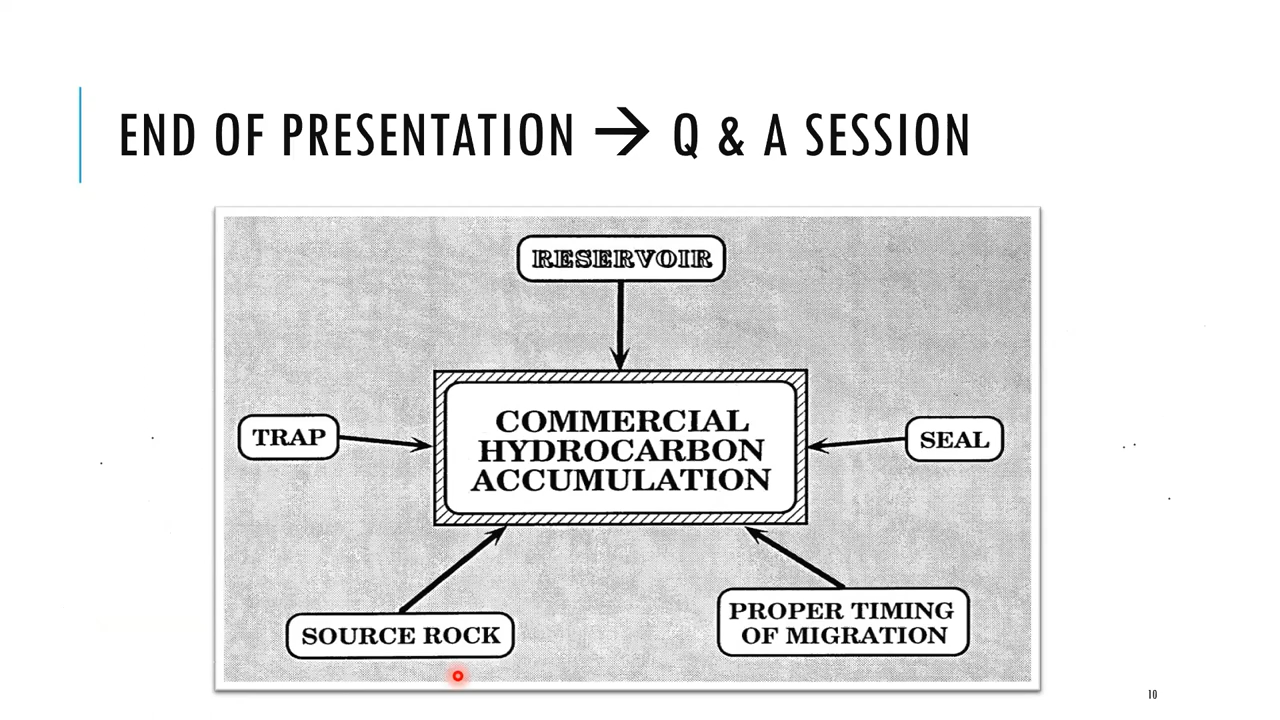 END OF PRESENTATION → Q & A SESSION
RESERVOIR
TRAP
COMMERCIAL
HYDROCARBON
ACCUMULATION
SEAL
SOURCE ROCK
PROPER TIMING
OF MIGRATION
10